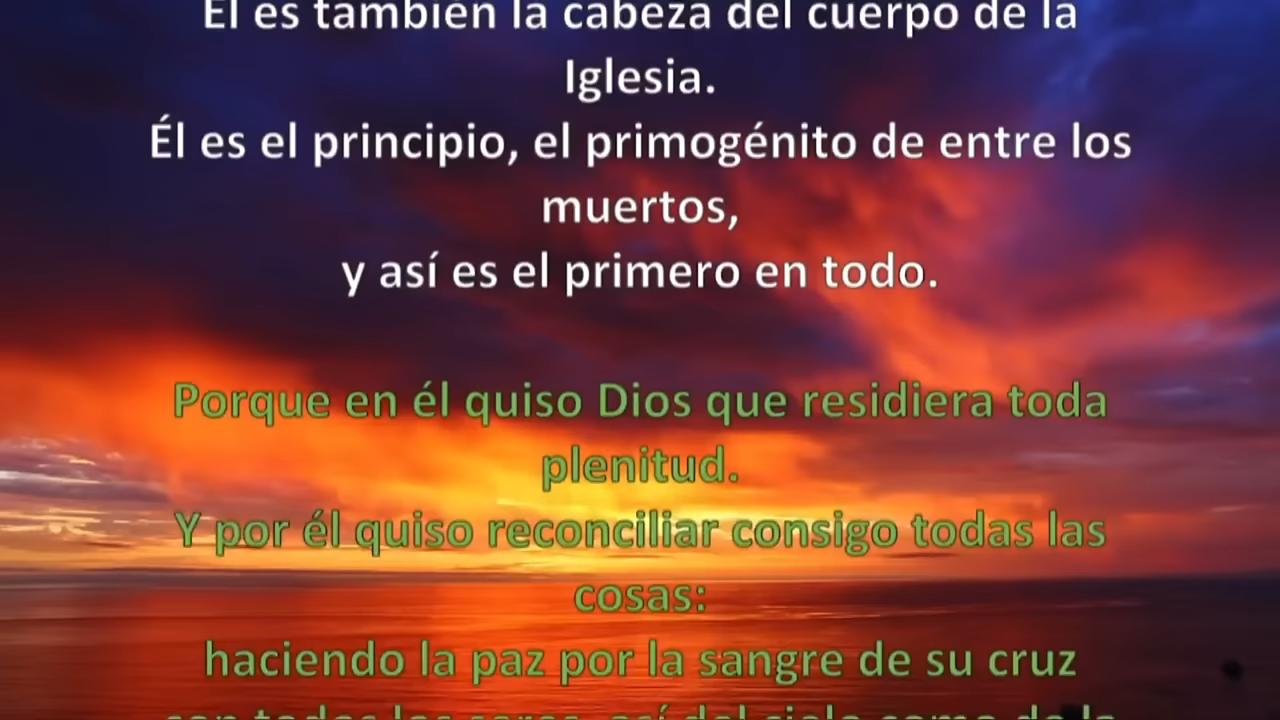 Él es también la cabeza del cuerpo de la
Iglesia.
Él es el principio, el primogénito de entre los
muertos,
y así es el primero en todo.
Porque en él quiso Dios que residiera toda
plenitud.
Y por él quiso reconciliar consigo todas las
cosas:
haciendo la paz por la sangre de su cruz